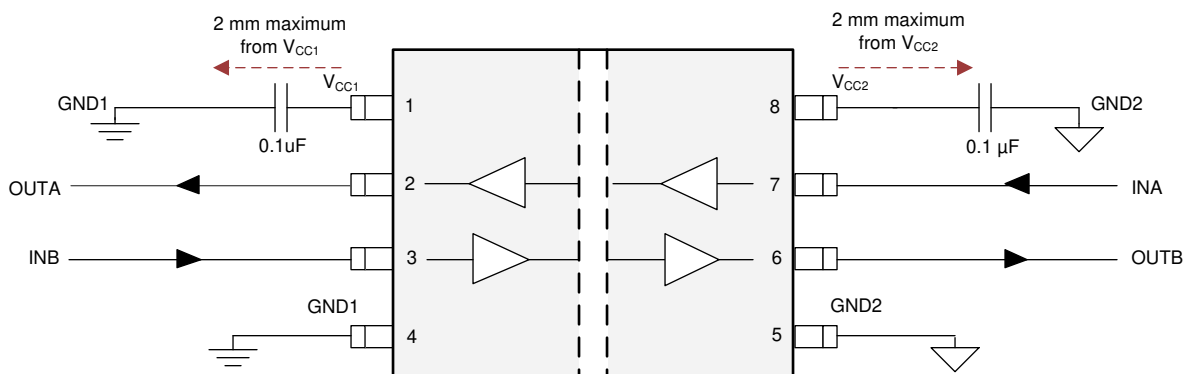 2 mm maximum
from VCC1
2 mm maximum
from VCC2
VCC1
VCC2
GND1
1
8
GND2
0.1uF
0.1 µF
OUTA
2
7
INA
INB
3
6
OUTB
GND1
GND2
4
5